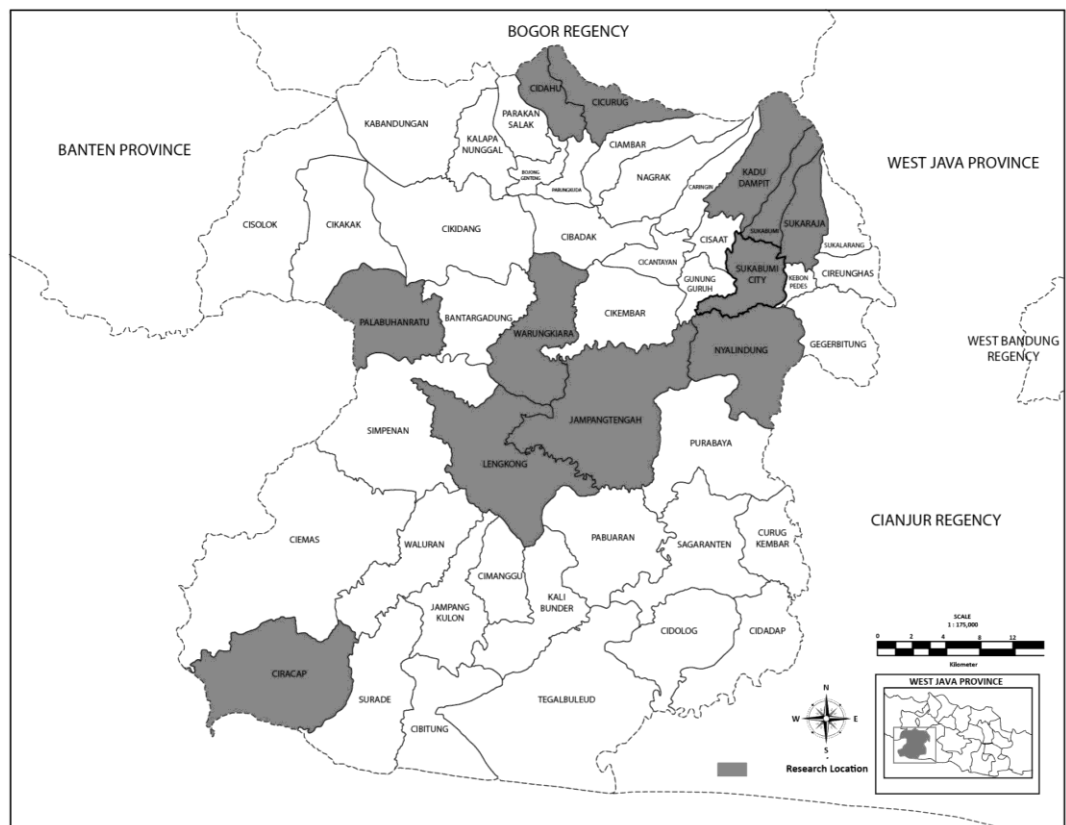 BOGOR REGENCY
CIDAHU
CICURUG
PARAKAN
SALAK
KABANDUNGAN
KALAPA
NUNGGAL
CIAMBAR
BANTEN PROVINCE
WEST JAVA PROVINCE
BOJONG
GENTENG
NAGRAK
KADU
DAMPIT
PARUNGKUDA
CARINGIN
CISOLOK
CIKAKAK
CIKIDANG
CIBADAK
SUKABUMI
SUKARAJA
CISAAT
SUKALARANG
CICANTAYAN
GUNUNG
GURUH
SUKABUMI
CITY
KEBON
PEDES
CIREUNGHAS
PALABUHANRATU
BANTARGADUNG
WARUNGKIARA
CIKEMBAR
NYALINDUNG
GEGERBITUNG
WEST BANDUNG
REGENCY
SIMPENAN
JAMPANGTENGAH
PURABAYA
LENGKONG
CIANJUR REGENCY
CIEMAS
WALURAN
PABUARAN
SAGARANTEN
CURUG
KEMBAR
CIMANGGU
JAMPANG
KULON
KALI
BUNDER
CIDOLOG
CIDADAP
CIRACAP
SURADE
TEGALBULEUD
CIBITUNG
SCALE
1 : 175,000
0 2 4 8 12
Kilometer
WEST JAVA PROVINCE
N
W E
S
Research Location